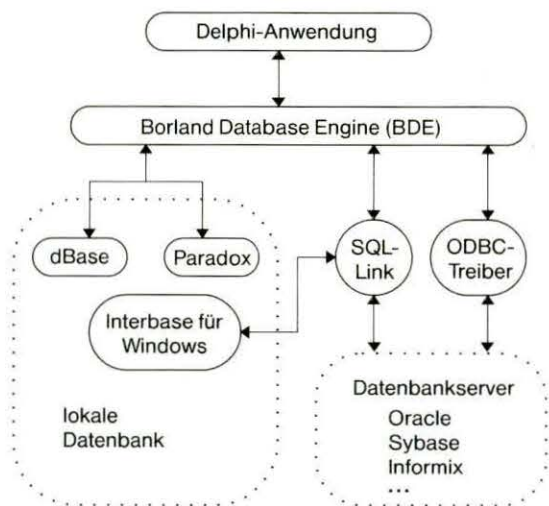 Delphi-Anwendung
Borland Database Engine (BDE)
dBase
Paradox
SQL-
Link
ODBC-
Treiber
Interbase für
Windows
lokale
Datenbank
Datenbankserver
Oracle
Sybase
Informix
...